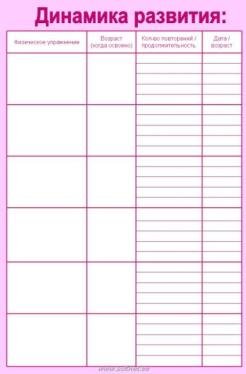 Динамика развития:
Физическое упражнение
Возраст
(когда освоено)
Кол-во повторений /
продолжительность
Дата /
возраст